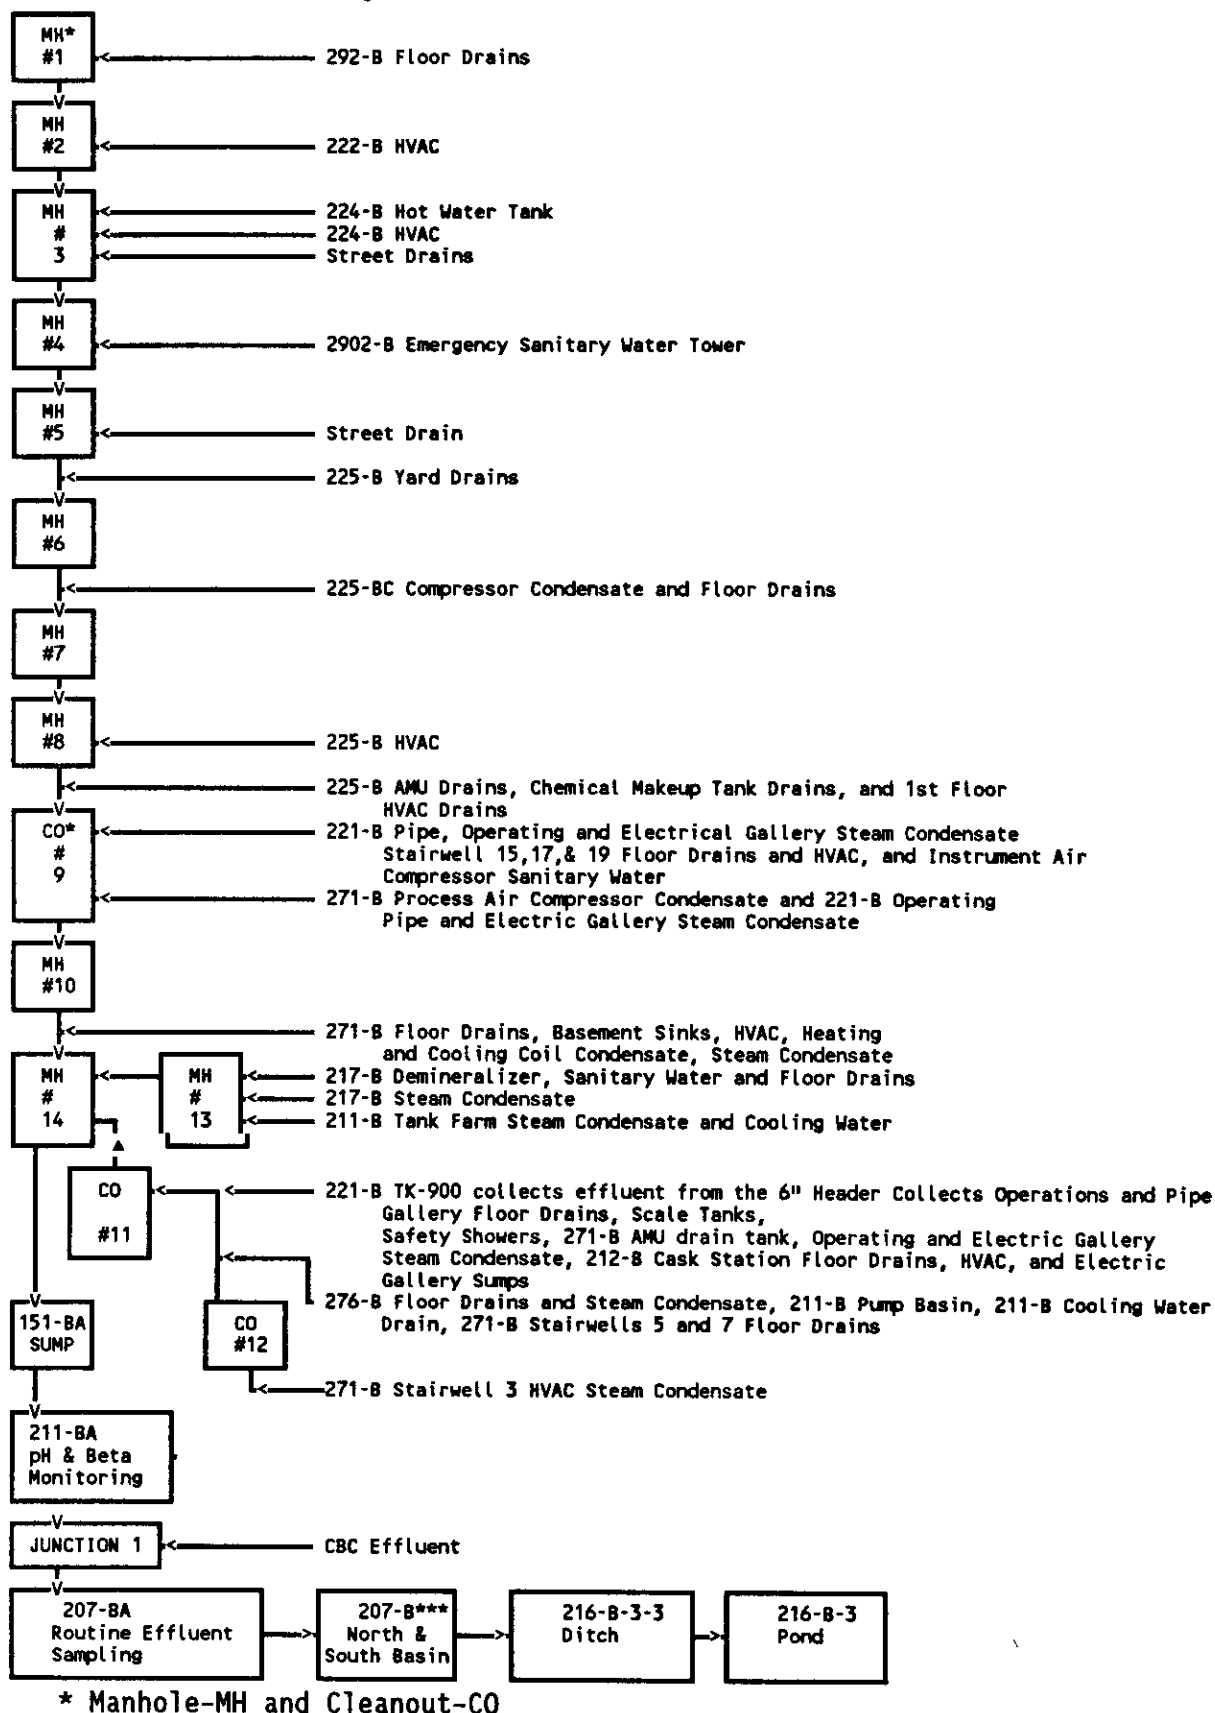 MH*
#1
292-B Floor Drains
MH
#2
222-B HVAC
MH
#
3
224-B Hot Water Tank
224-B HVAC
Street Drains
MH
#4
2902-B Emergency Sanitary Water Tower
MH
#5
Street Drain
225-B Yard Drains
MH
#6
225-BC Compressor Condensate and Floor Drains
MH
#7
MH
#8
225-B HVAC
225-B AMU Drains, Chemical Makeup Tank Drains, and 1st Floor
HVAC Drains
CO*
#
9
221-B Pipe, Operating and Electrical Gallery Steam Condensate
Stairwell 15,17,& 19 Floor Drains and HVAC, and Instrument Air
Compressor Sanitary Water
271-B Process Air Compressor Condensate and 221-B Operating
Pipe and Electric Gallery Steam Condensate
MH
#10
271-B Floor Drains, Basement Sinks, HVAC, Heating
and Cooling Coil Condensate, Steam Condensate
MH
#
14
MH
#
13
217-B Demineralizer, Sanitary Water and Floor Drains
217-B Steam Condensate
211-B Tank Farm Steam Condensate and Cooling Water
CO
#11
221-B TK-900 collects effluent from the 6" Header Collects Operations and Pipe
Gallery Floor Drains, Scale Tanks,
Safety Showers, 271-B AMU drain tank, Operating and Electric Gallery
Steam Condensate, 212-B Cask Station Floor Drains, HVAC, and Electric
Gallery Sumps
276-B Floor Drains and Steam Condensate, 211-B Pump Basin, 211-B Cooling Water
Drain, 271-B Stairwells 5 and 7 Floor Drains
151-BA
SUMP
CO
#12
271-B Stairwell 3 HVAC Steam Condensate
211-BA
pH & Beta
Monitoring
JUNCTION 1
CBC Effluent
207-BA
Routine Effluent
Sampling
207-B***
North &
South Basin
216-B-3-3
Ditch
216-B-3
Pond
* Manhole-MH and Cleanout-CO